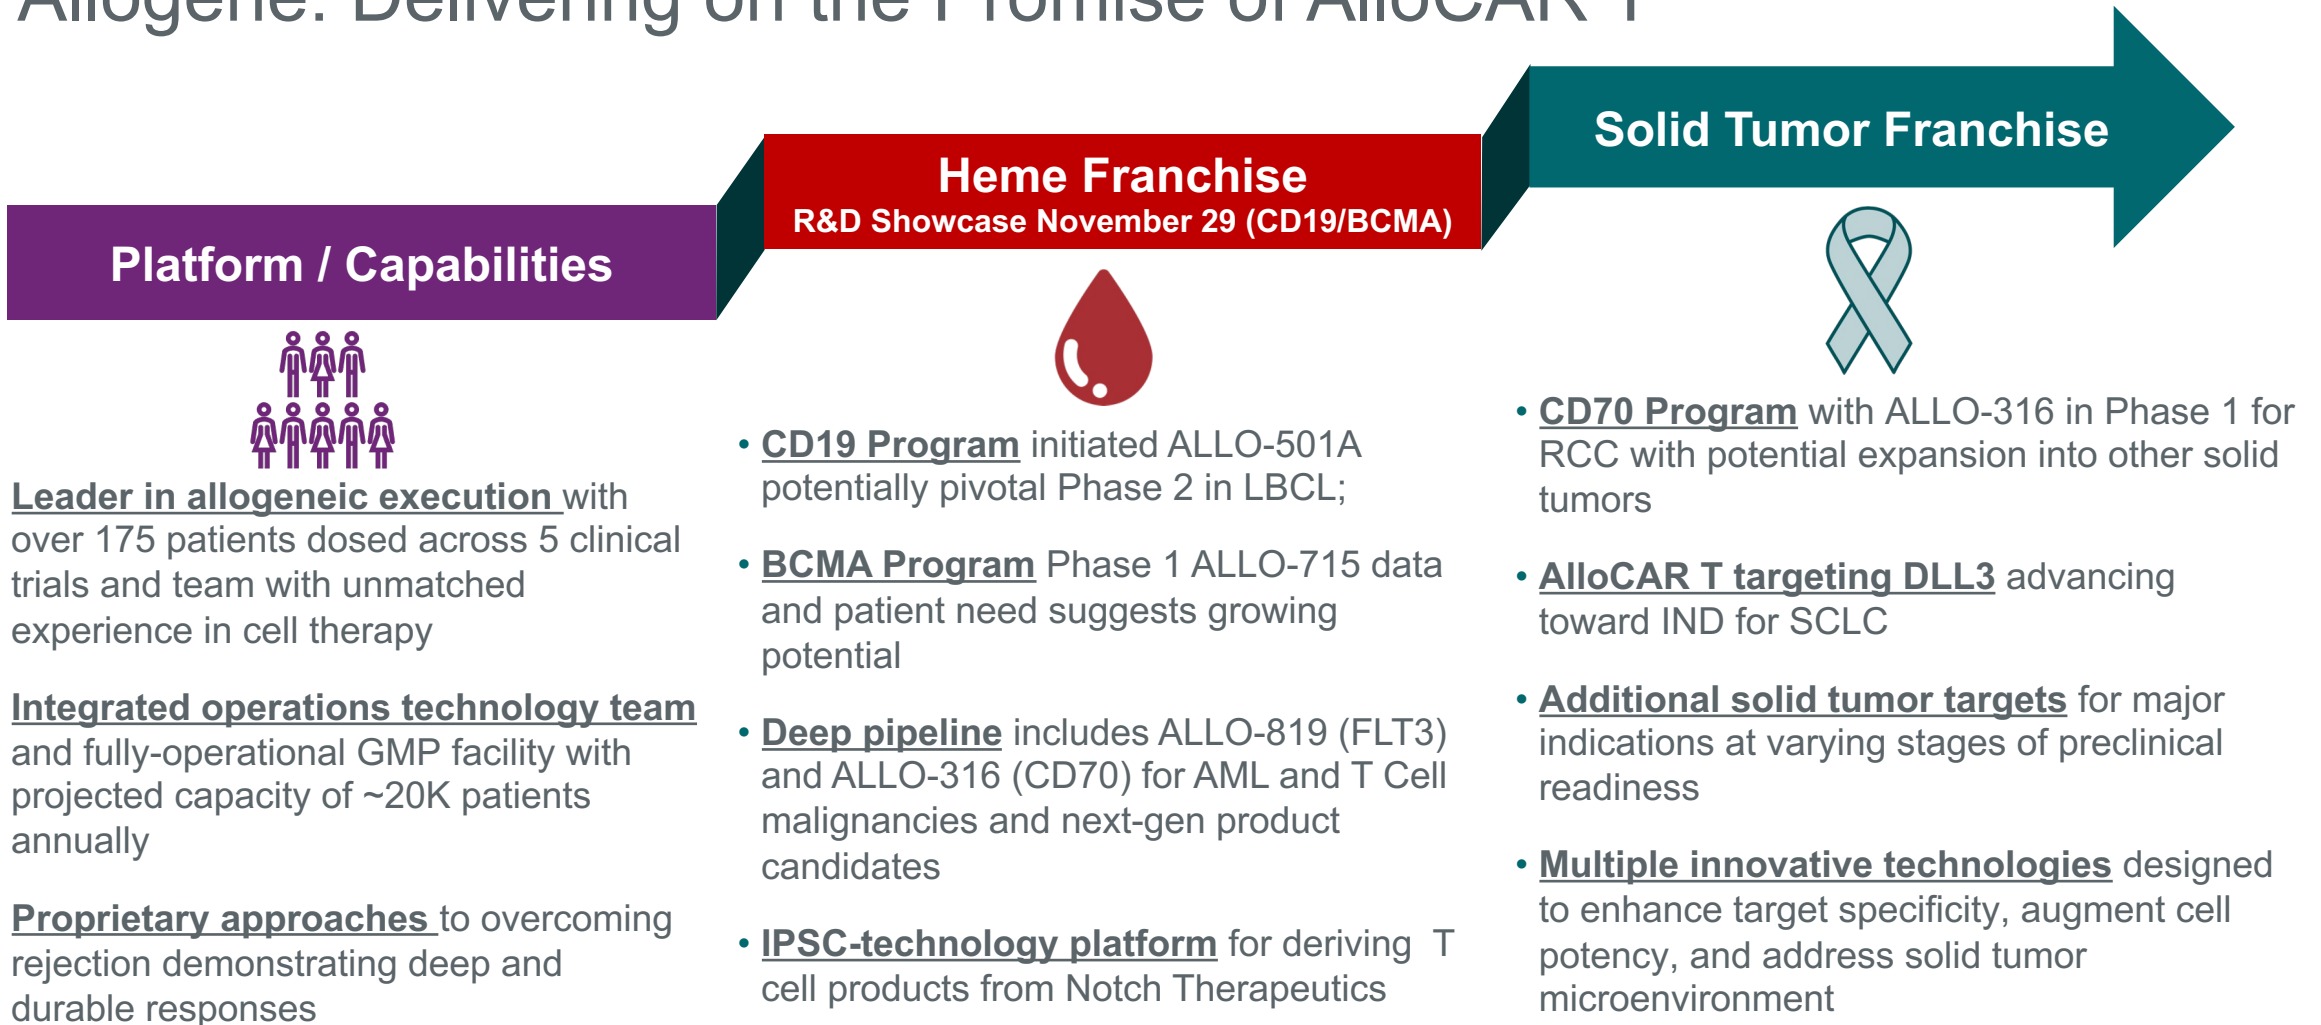 Allogene: Delivering on the Promise of AlloCAR T
Platform / Capabilities
Leader in allogeneic execution with
over 175 patients dosed across 5 clinical
trials and team with unmatched
experience in cell therapy
Integrated operations technology team
and fully-operational GMP facility with
projected capacity of ~20K patients
annually
Proprietary approaches to overcoming
rejection demonstrating deep and
durable responses
Heme Franchise
R&D Showcase November 29 (CD19/BCMA)
• CD19 Program initiated ALLO-501A
potentially pivotal Phase 2 in LBCL;
• BCMA Program Phase 1 ALLO-715 data
and patient need suggests growing
potential
• Deep pipeline includes ALLO-819 (FLT3)
and ALLO-316 (CD70) for AML and T Cell
malignancies and next-gen product
candidates
• IPSC-technology platform for deriving T
cell products from Notch Therapeutics
Solid Tumor Franchise
• CD70 Program with ALLO-316 in Phase 1 for
RCC with potential expansion into other solid
tumors
• AlloCAR T targeting DLL3 advancing
toward IND for SCLC
• Additional solid tumor targets for major
indications at varying stages of preclinical
readiness
• Multiple innovative technologies designed
to enhance target specificity, augment cell
potency, and address solid tumor
microenvironment